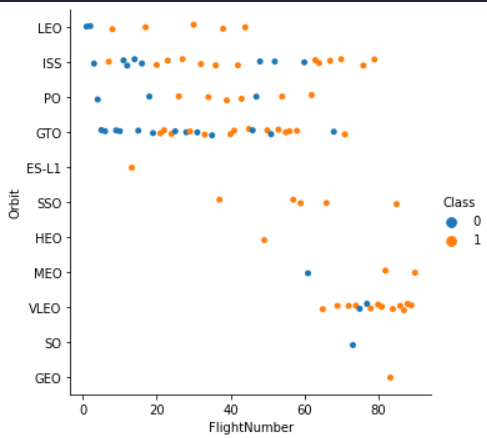 LEO
ISS
PO
GTO
ES-L1
SSO
HEO
MEO
VLEO
SO
GEO
Orbit
0 20 40 60 80
FlightNumber
Class
0
1